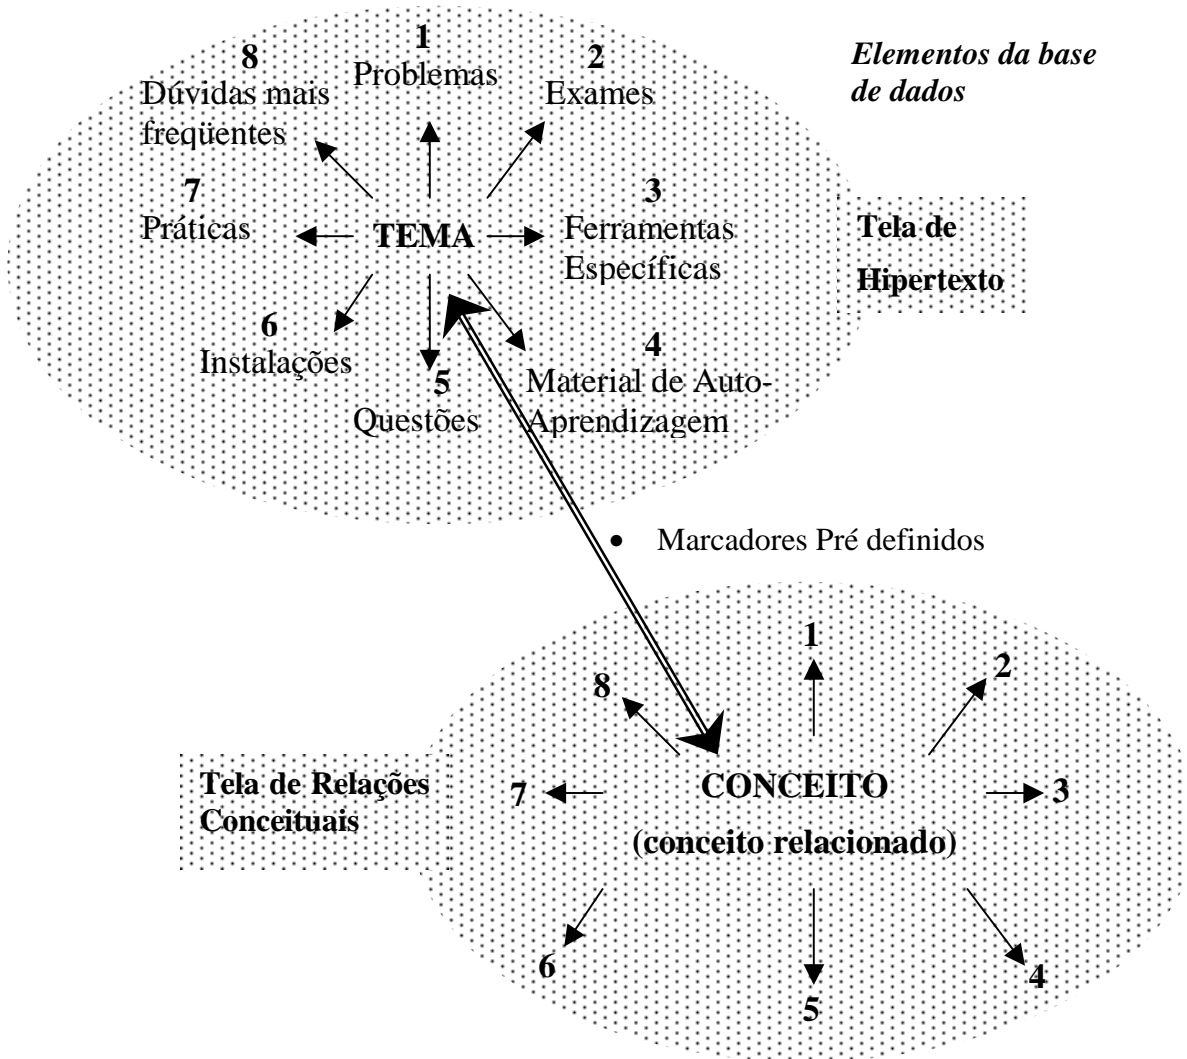 Elementos da base
de dados
1
Problemas
2
Exames
8
Dúvidas mais
freqüentes
7
Práticas
TEMA
3
Ferramentas
Específicas
Tela de
Hipertexto
6
Instalações
5
Questões
4
Material de Auto-
Aprendizagem
• Marcadores Pré definidos
1
2
8
Tela de Relações
Conceituais
7
CONCEITO
3
(conceito relacionado)
6
5
4